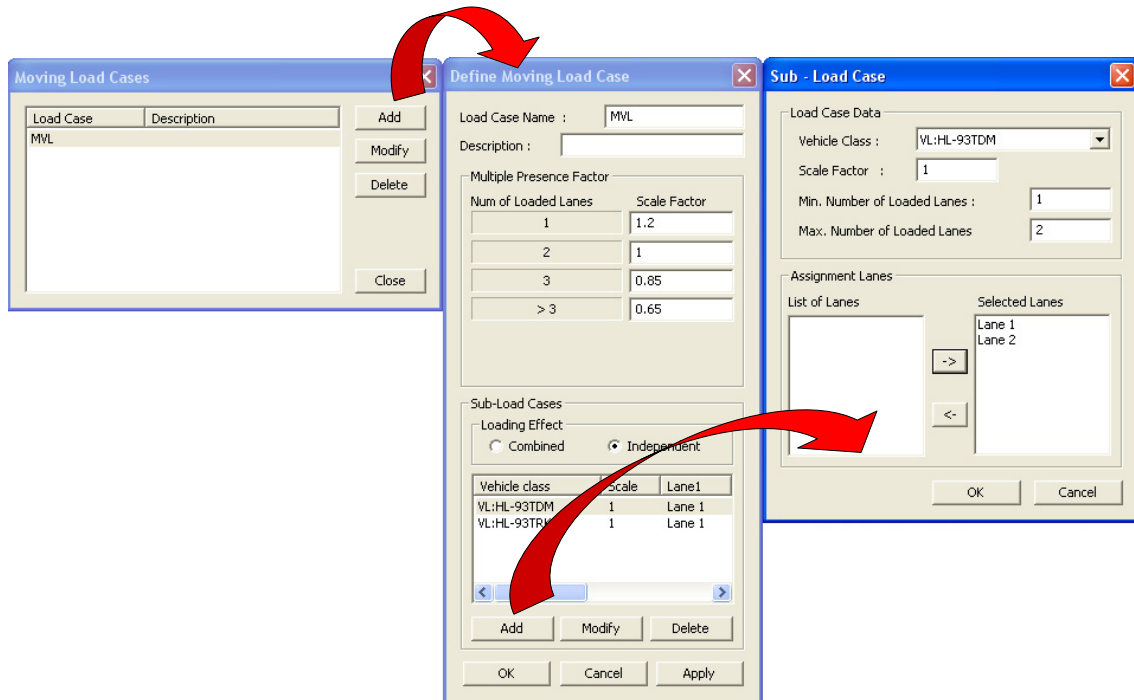 Moving Load Cases
Load Case Description
MVL
Add
Modify
Delete
Close
Define Moving Load Case
Load Case Name : MVL
Description :
Multiple Presence Factor
Num of Loaded Lanes Scale Factor
1 1.2
2 1
3 0.85
> 3 0.65
Sub-Load Cases
Loading Effect
Combined Independent
Vehicle class Scale Lane1
VL:HL-93TDM 1 Lane 1
VL:HL-93TRK 1 Lane 1
Add Modify Delete
OK Cancel Apply
Sub - Load Case
Load Case Data
Vehicle Class : VL:HL-93TDM
Scale Factor : 1
Min. Number of Loaded Lanes : 1
Max. Number of Loaded Lanes 2
Assignment Lanes
List of Lanes Selected Lanes
Lane 1
Lane 2
->
<-
OK Cancel